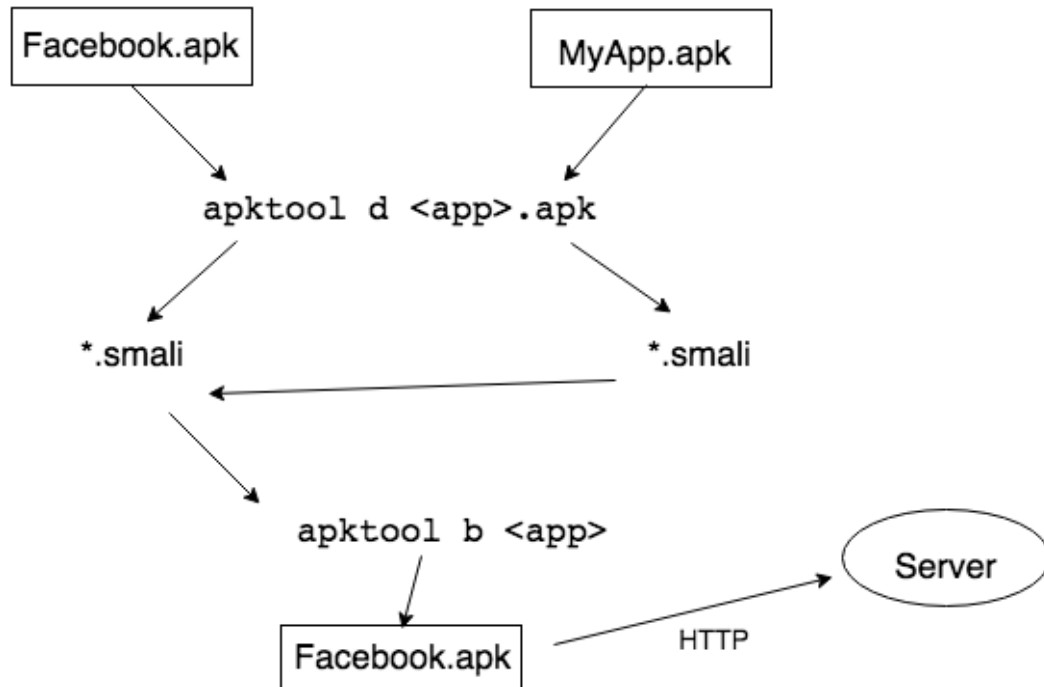 Facebook.apk
MyApp.apk
apktool d <app>.apk
*.smali
*.smali
apktool b <app>
Server
HTTP
Facebook.apk